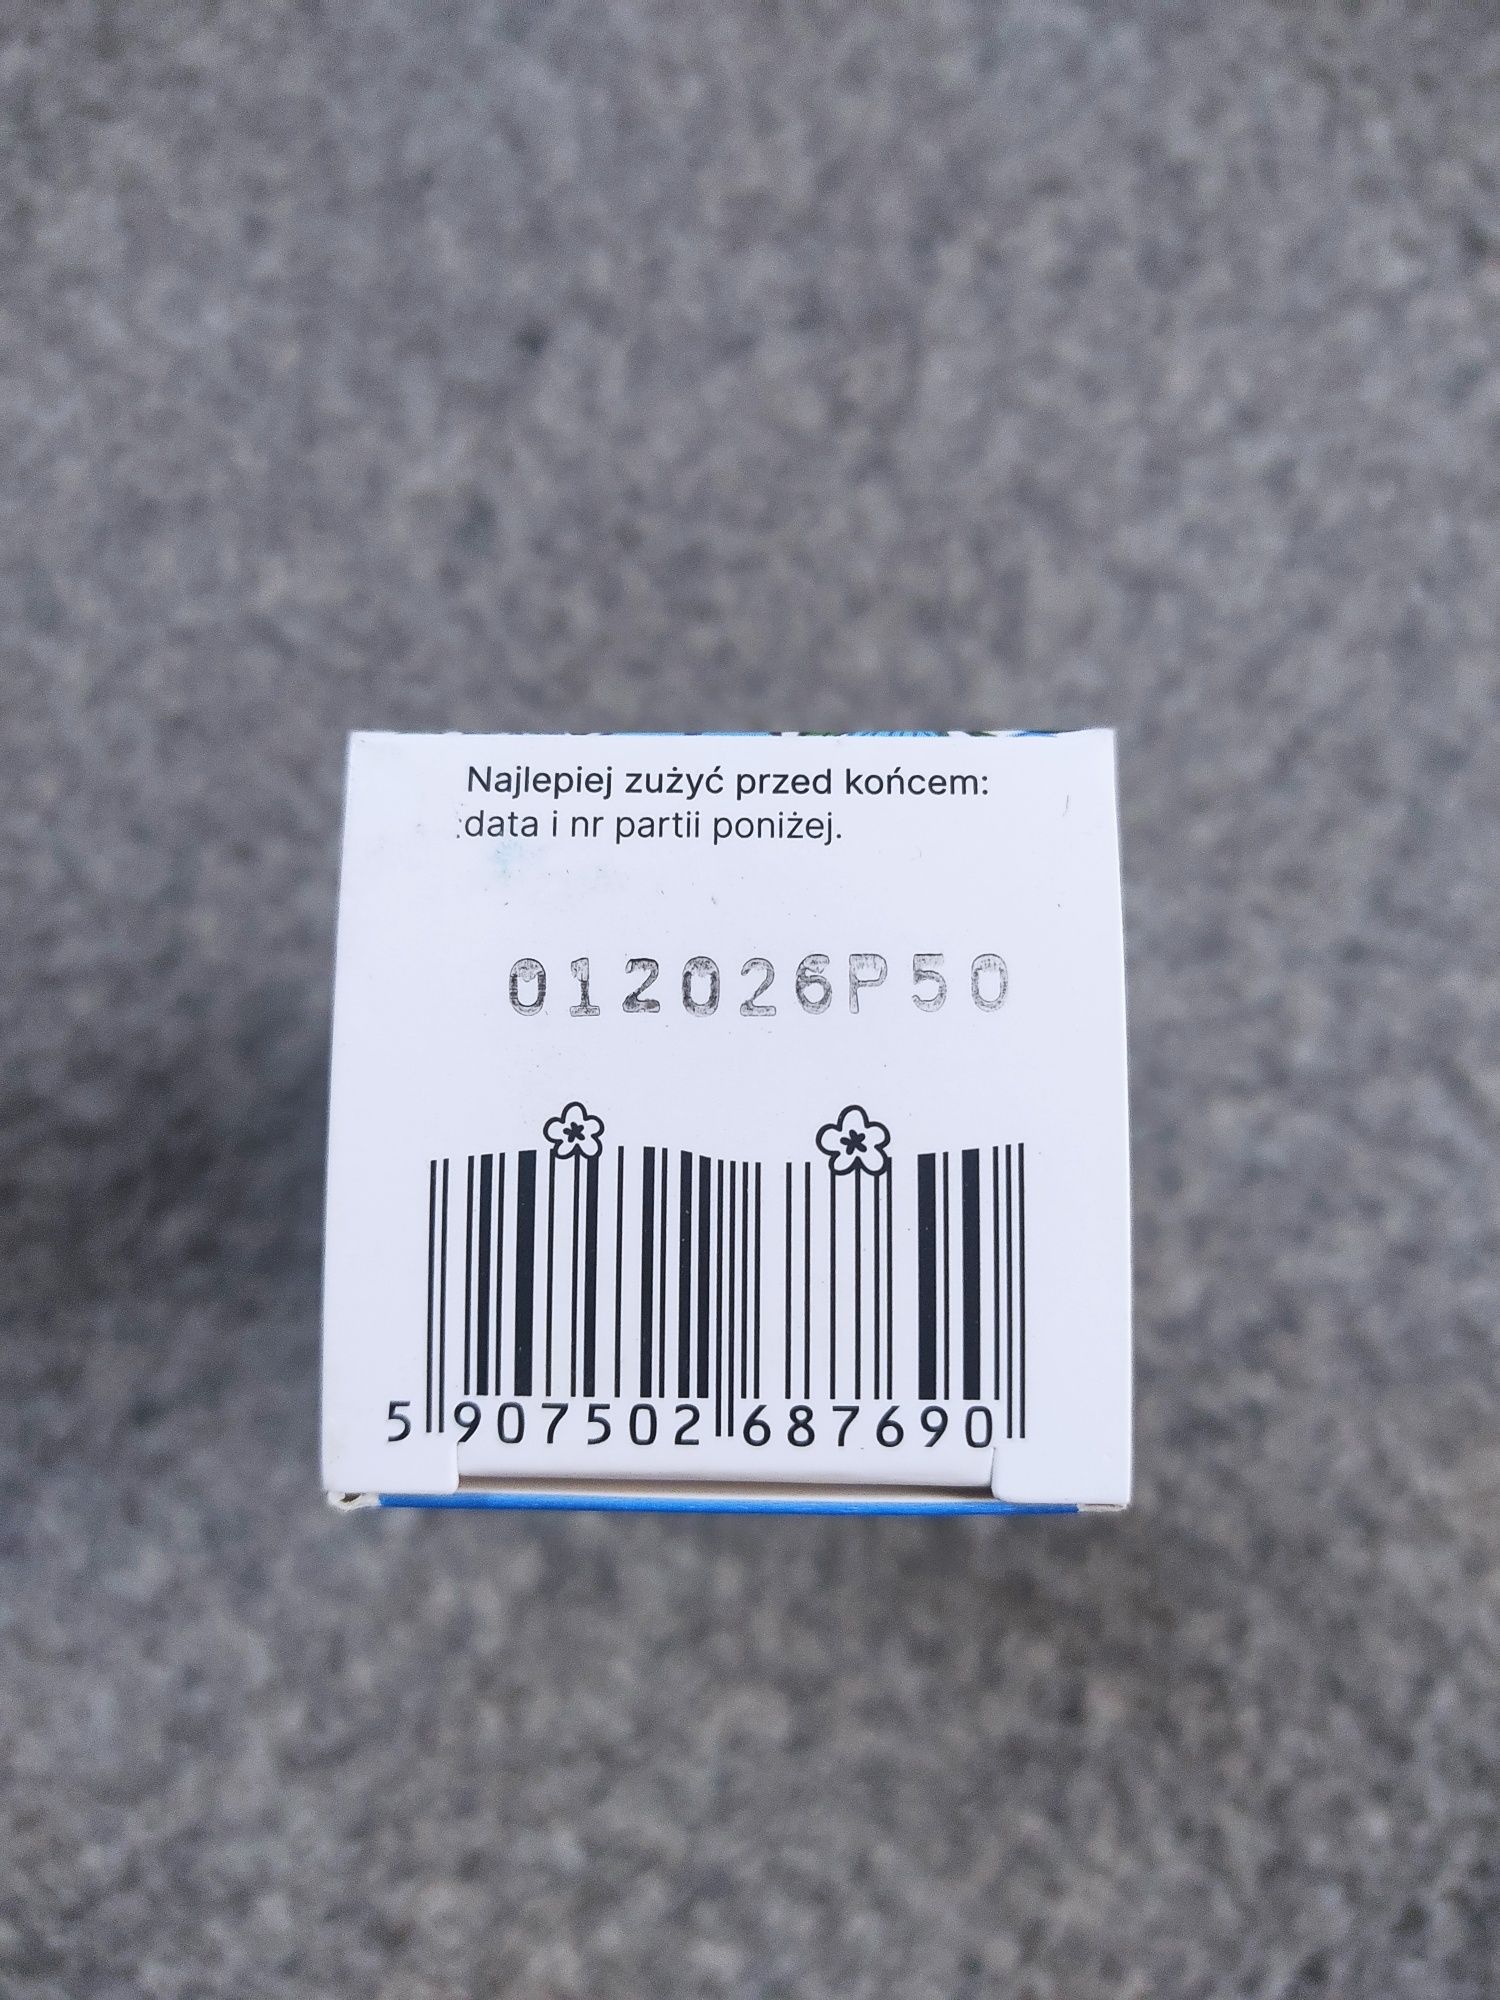 Najlepiej zużyć przed końcem:
data i nr partii poniżej.
012026P50
5 907502 687690